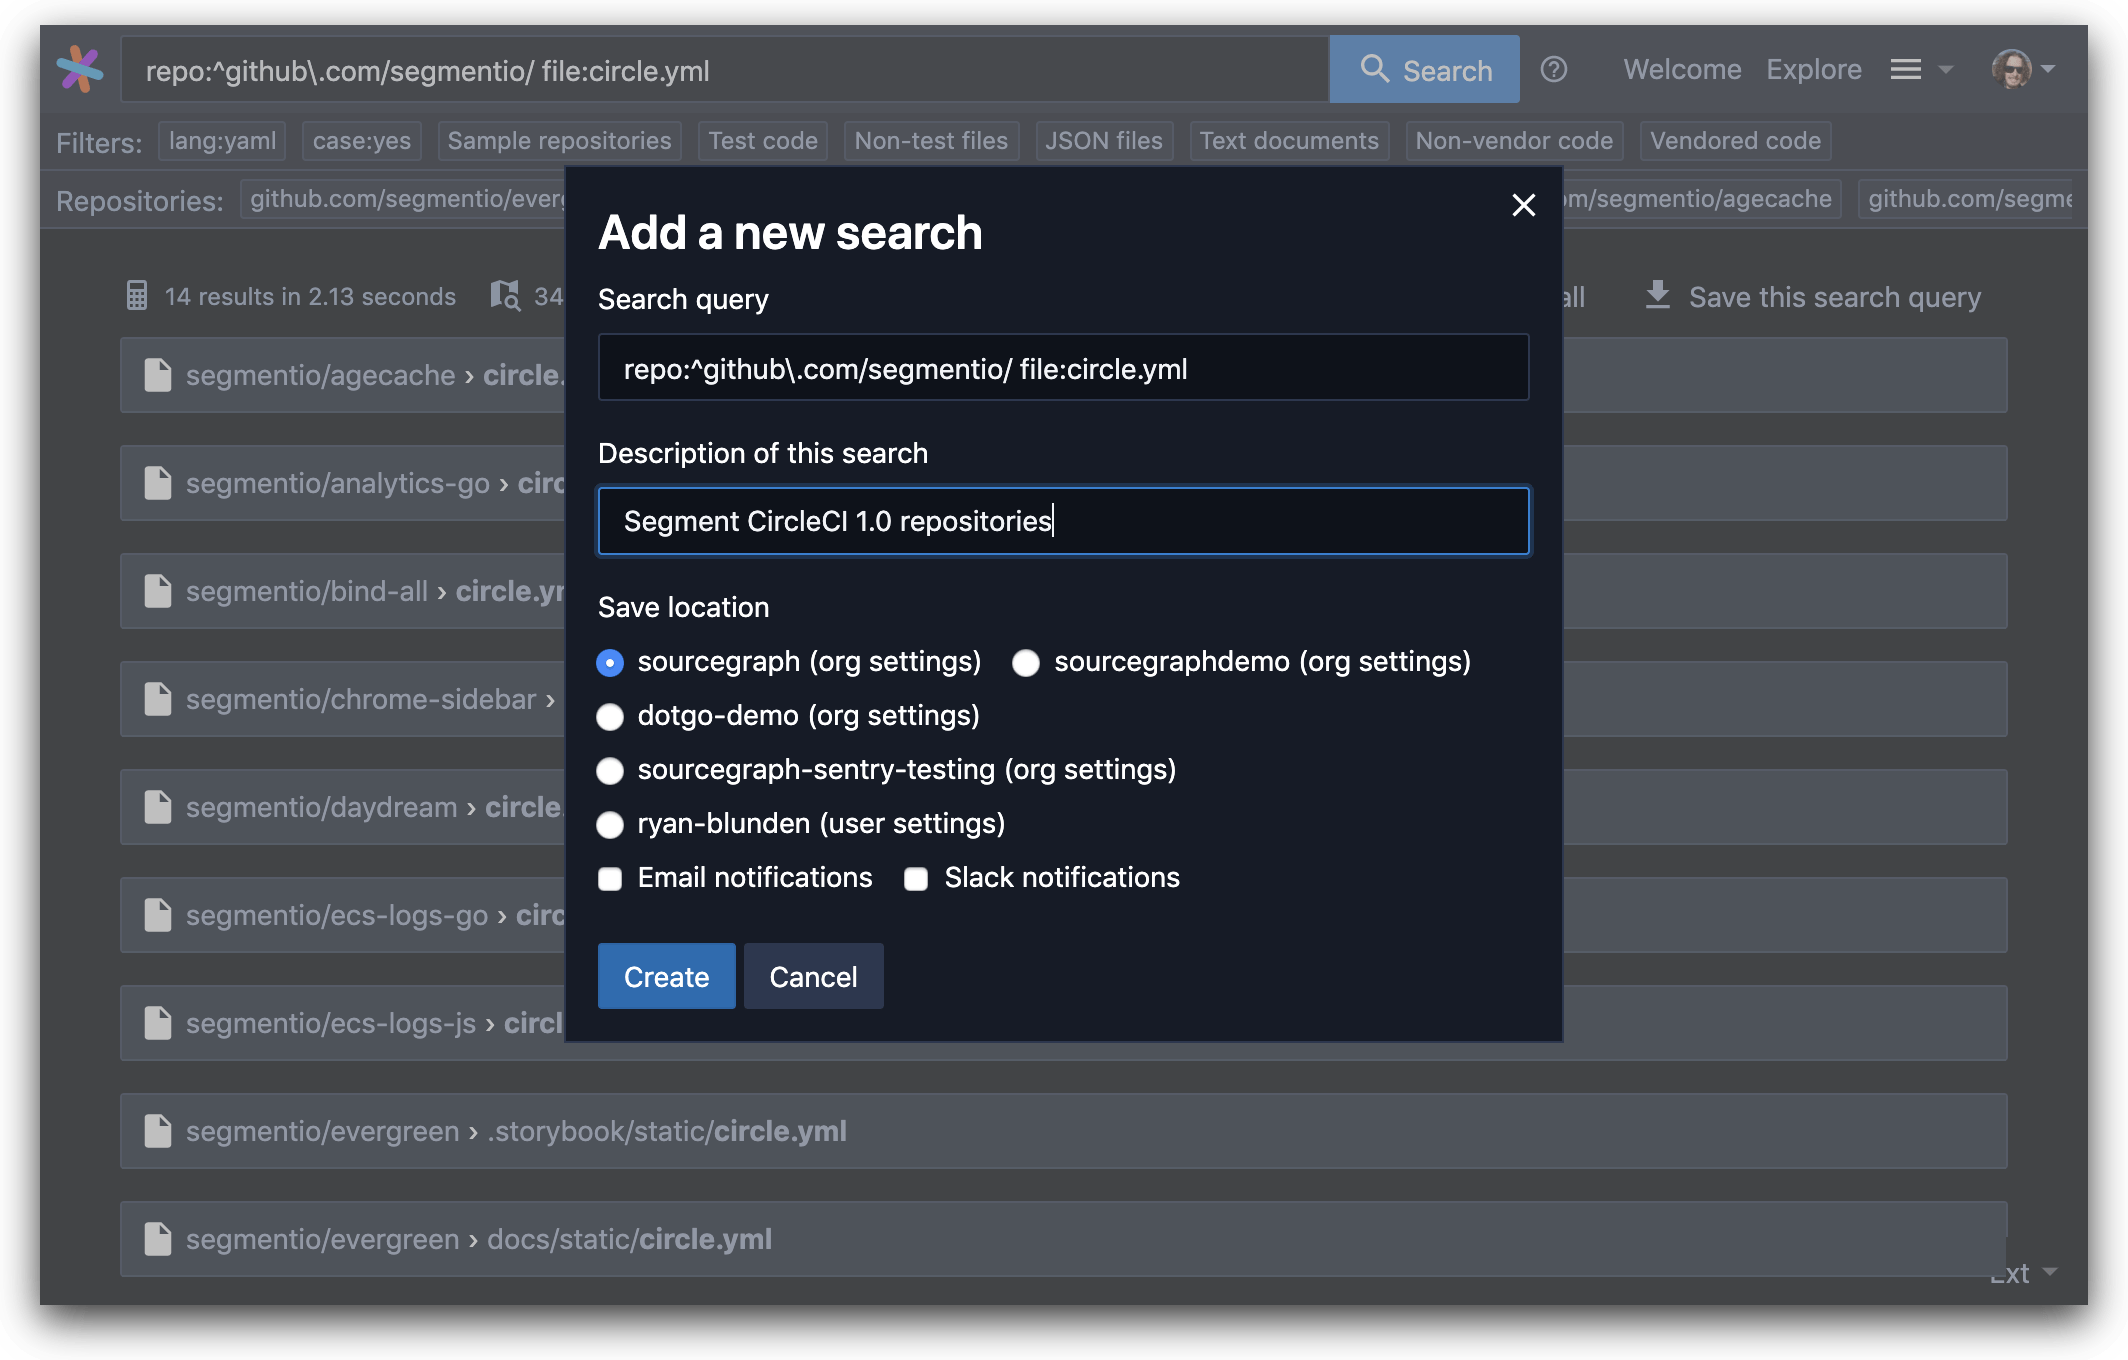 repo:^github\.com/segmentio/ file:circle.yml
Search
Welcome
Explore
Filters:
lang:yaml
case:yes
Sample repositories
Test code
Non-test files
JSON files
Text documents
Non-vendor code
Vendored code
Repositories:
github.com/segmentio/everg
om/segmentio/agecache
github.com/segme
14 results in 2.13 seconds
34
all
Save this search query
segmentio/agecache › circle.
segmentio/analytics-go › circ
segmentio/bind-all › circle.y
segmentio/chrome-sidebar ›
segmentio/daydream › circle.
segmentio/ecs-logs-go › circ
segmentio/ecs-logs-js › circl
segmentio/evergreen › .storybook/static/circle.yml
segmentio/evergreen › docs/static/circle.yml
Ext
Add a new search
Search query
repo:^github\.com/segmentio/ file:circle.yml
Description of this search
Segment CircleCI 1.0 repositories
Save location
sourcegraph (org settings)
sourcegraphdemo (org settings)
dotgo-demo (org settings)
sourcegraph-sentry-testing (org settings)
ryan-blunden (user settings)
Email notifications
Slack notifications
Create
Cancel